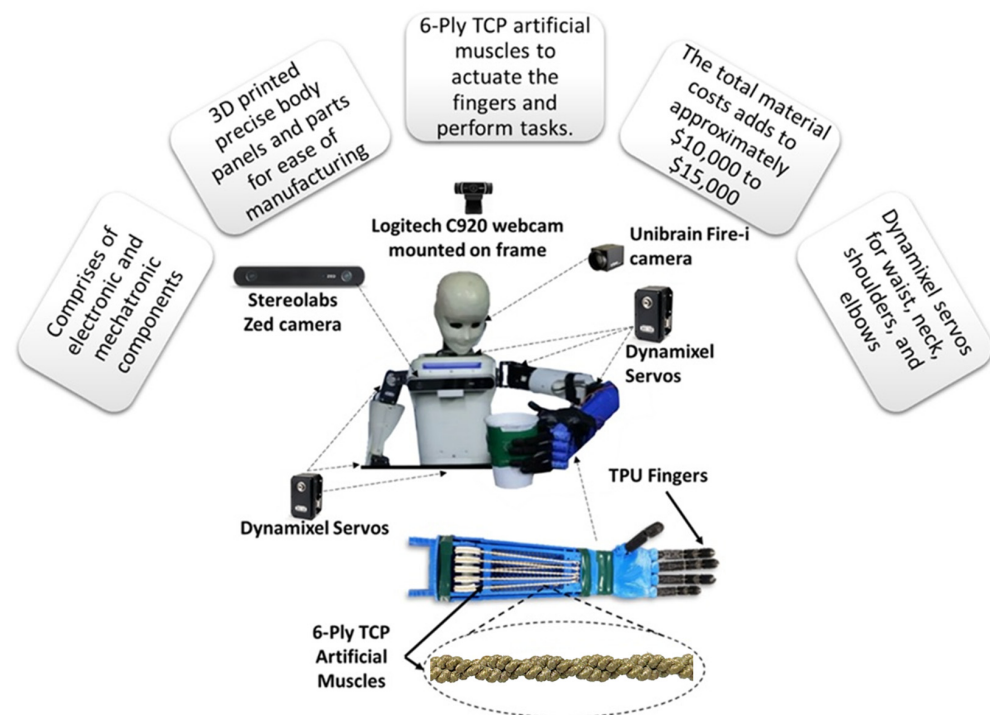 Comprises of
electronic and
mechatronic
components
3D printed
precise body
panels and parts
for ease of
manufacturing
6-Ply TCP artificial
muscles to
actuate the
fingers and
perform tasks.
The total material
costs adds to
approximately
$10,000 to
$15,000
Dynamixel servos
for waist, neck,
shoulders, and
elbows
Logitech C920 webcam
mounted on frame
Unibrain Fire-i
camera
Stereolabs
Zed camera
Dynamixel
Servos
Dynamixel Servos
TPU Fingers
6-Ply TCP
Artificial
Muscles